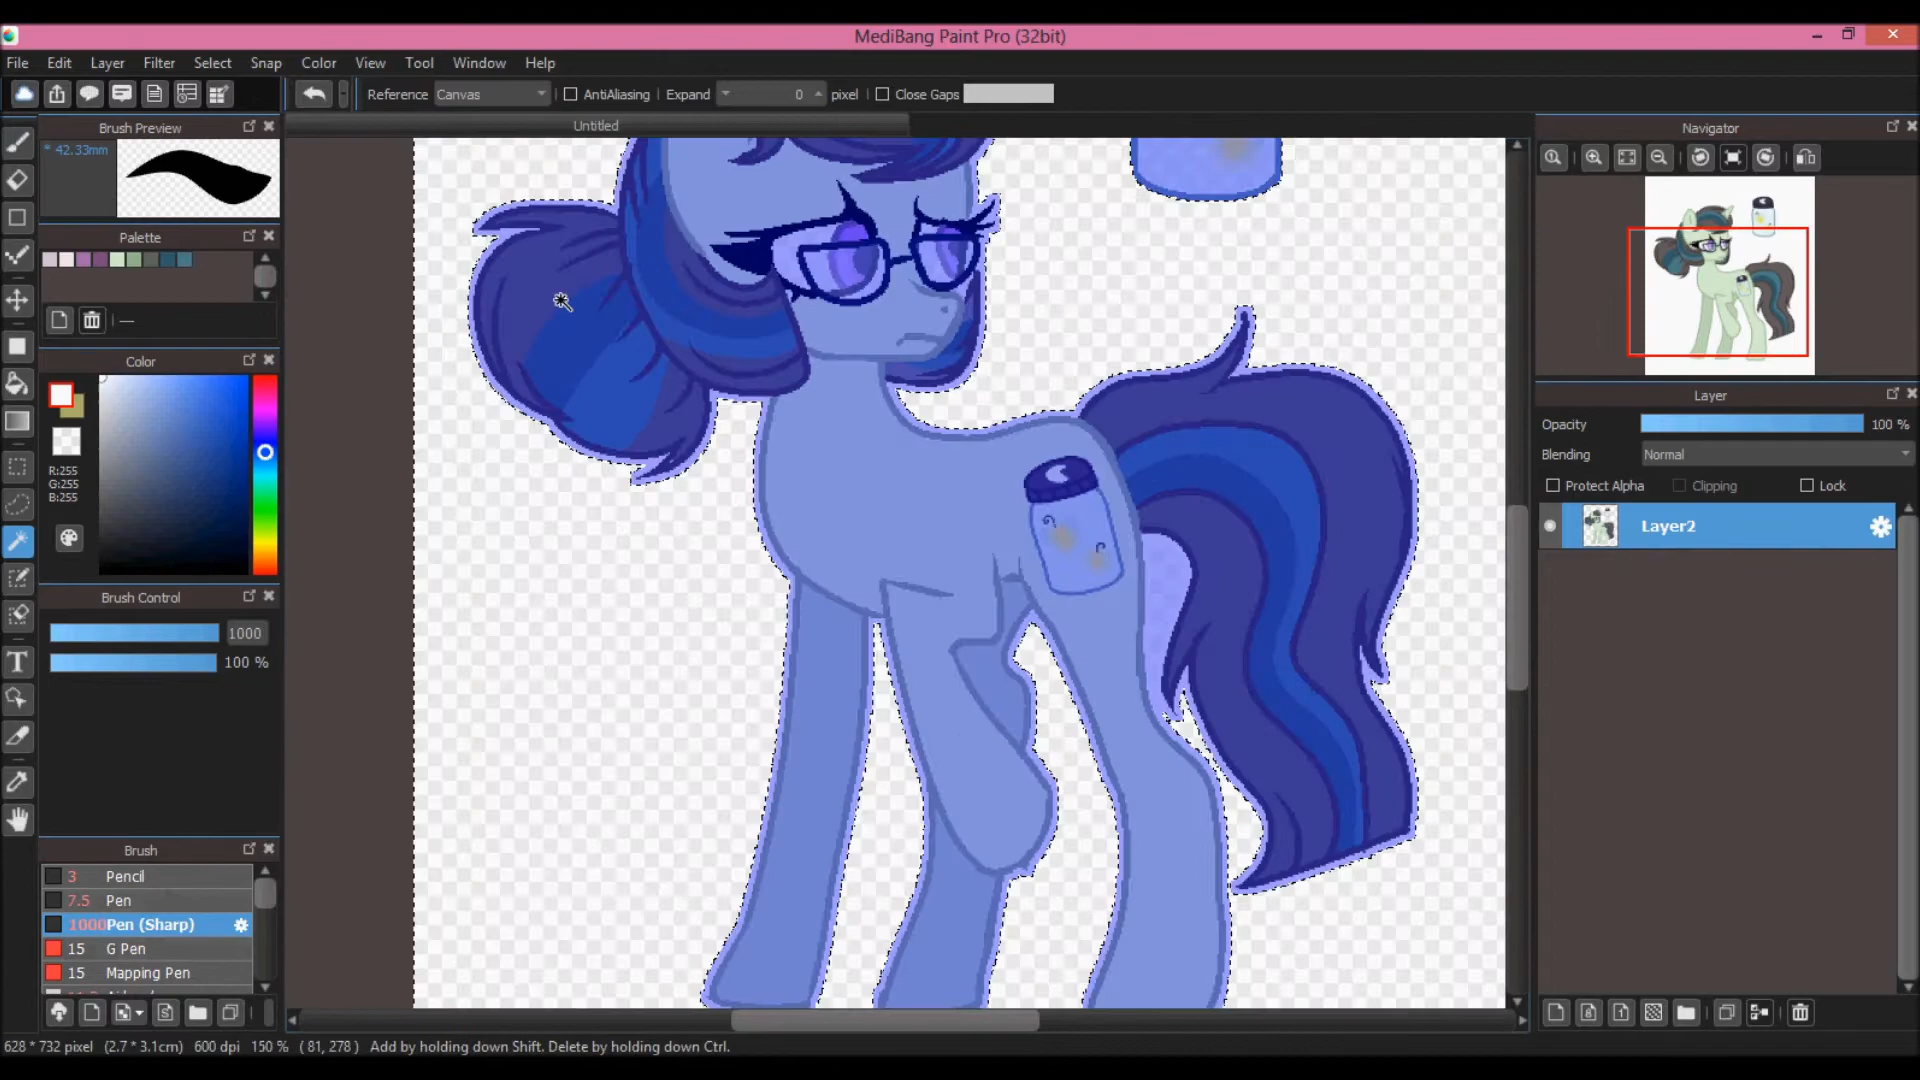 MediBang Paint Pro (32bit)
File Edit Layer Filter Select Snap Color View Tool Window Help
Reference Canvas AntiAliasing Expand 0 pixel Close Gaps
Untitled
Brush Preview
* 42.33mm
Palette
Color
R:255
G:255
B:255
Brush Control
1000
100 %
Brush
3 Pencil
7.5 Pen
1000 Pen (Sharp)
15 G Pen
15 Mapping Pen
Navigator
Layer
Opacity 100 %
Blending Normal
Protect Alpha Clipping Lock
Layer2
628 * 732 pixel (2.7 * 3.1cm) 600 dpi 150 % ( 81, 278 ) Add by holding down Shift. Delete by holding down Ctrl.